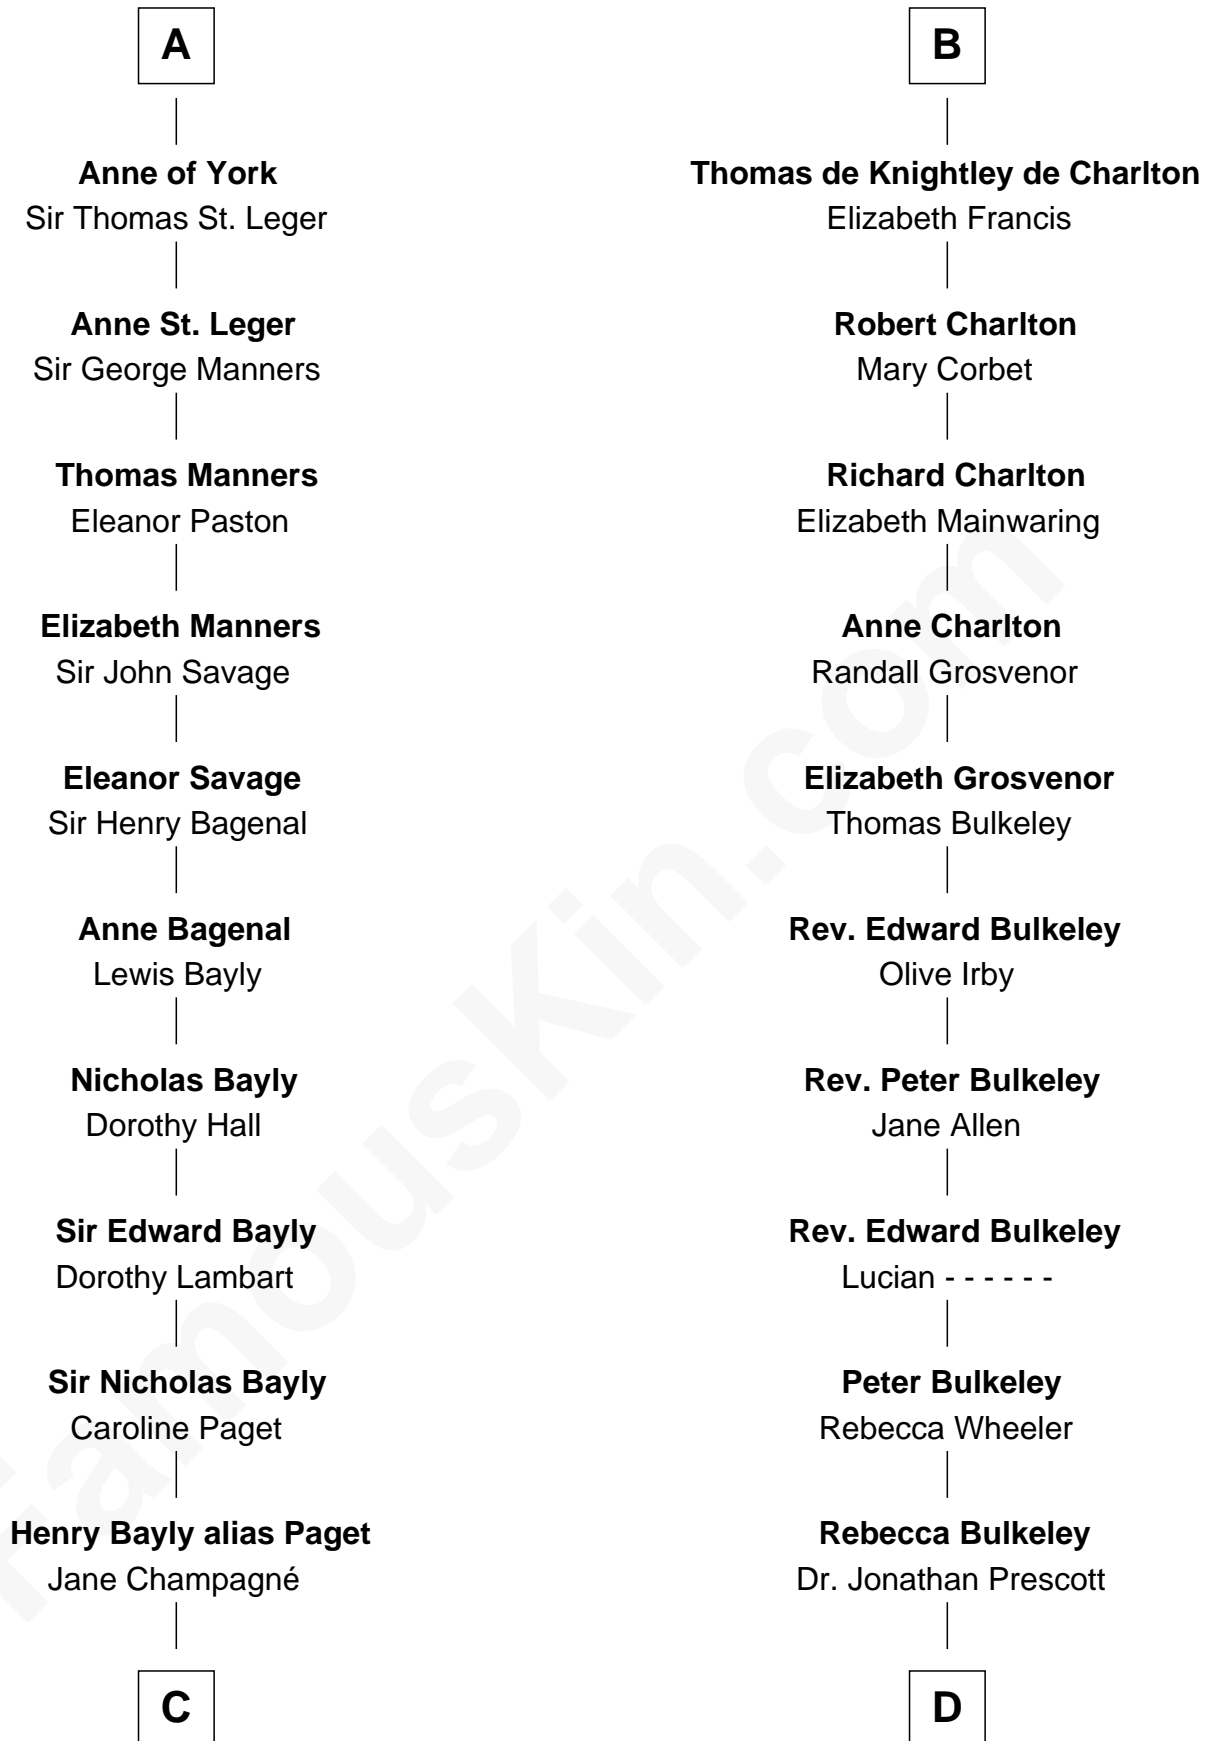 A
Anne of York
Sir Thomas St. Leger
Anne St. Leger
Sir George Manners
Thomas Manners
Eleanor Paston
Elizabeth Manners
Sir John Savage
Eleanor Savage
Sir Henry Bagenal
Anne Bagenal
Lewis Bayly
Nicholas Bayly
Dorothy Hall
Sir Edward Bayly
Dorothy Lambart
Sir Nicholas Bayly
Caroline Paget
Henry Bayly alias Paget
Jane Champagné
C
B
Thomas de Knightley de Charlton
Elizabeth Francis
Robert Charlton
Mary Corbet
Richard Charlton
Elizabeth Mainwaring
Anne Charlton
Randall Grosvenor
Elizabeth Grosvenor
Thomas Bulkeley
Rev. Edward Bulkeley
Olive Irby
Rev. Peter Bulkeley
Jane Allen
Rev. Edward Bulkeley
Lucian - - - - - -
Peter Bulkeley
Rebecca Wheeler
Rebecca Bulkeley
Dr. Jonathan Prescott
D
famouskin.com